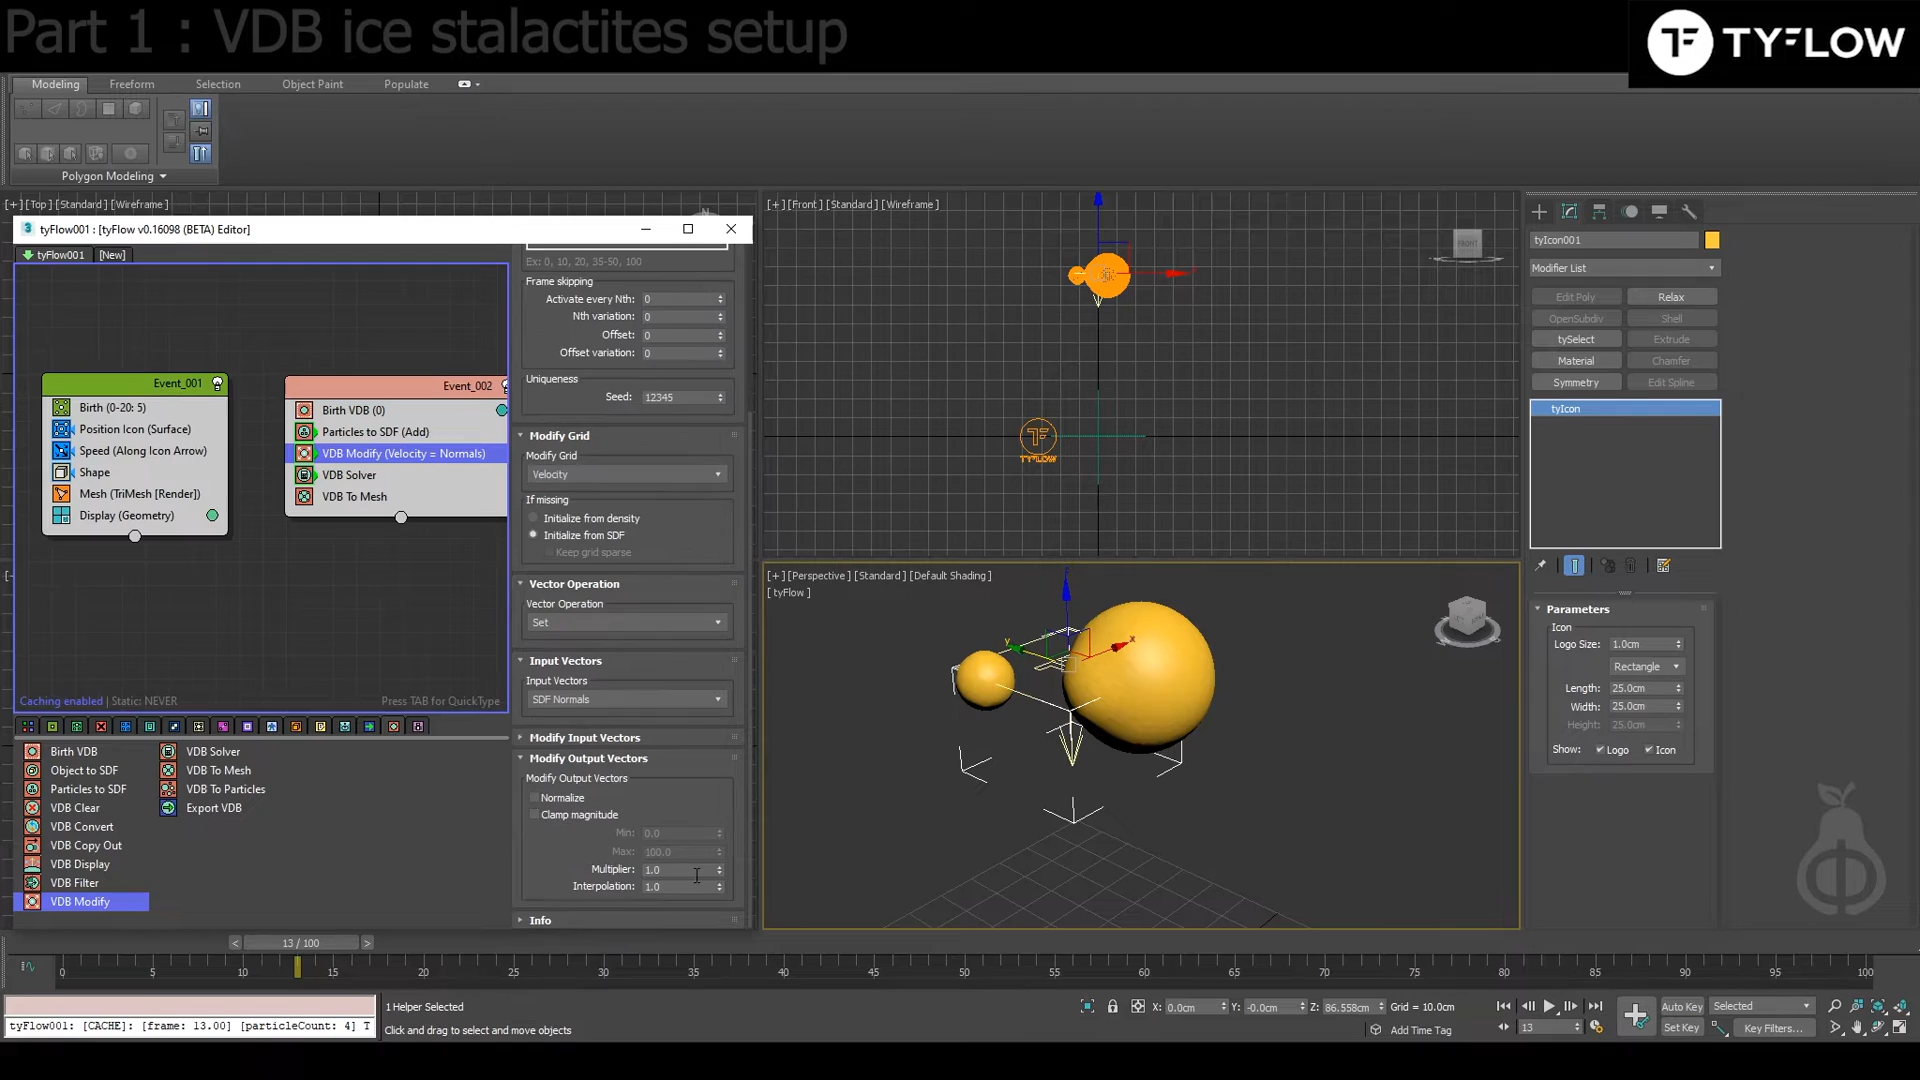 Part 1 : VDB ice stalactites setup
TYFLOW
Modeling
Freeform
Selection
Object Paint
Populate
Polygon Modeling
[+] [Top] [Standard] [Wireframe]
tyFlow001 : [tyFlow v0.16098 (BETA) Editor]
tyFlow001
[New]
Event_001
Birth (0-20: 5)
Position Icon (Surface)
Speed (Along Icon Arrow)
Shape
Mesh (TriMesh [Render])
Display (Geometry)
Event_002
Birth VDB (0)
Particles to SDF (Add)
VDB Modify (Velocity = Normals)
VDB Solver
VDB To Mesh
Caching enabled | Static: NEVER
Press TAB for QuickType
Birth VDB
Object to SDF
Particles to SDF
VDB Clear
VDB Convert
VDB Copy Out
VDB Display
VDB Filter
VDB Modify
VDB Solver
VDB To Mesh
VDB To Particles
Export VDB
Ex: 0, 10, 20, 35-50, 100
Frame skipping
Activate every Nth: 0
Nth variation: 0
Offset: 0
Offset variation: 0
Uniqueness
Seed: 12345
Modify Grid
Modify Grid
Velocity
If missing
Initialize from density
Initialize from SDF
Keep grid sparse
Vector Operation
Vector Operation
Set
Input Vectors
Input Vectors
SDF Normals
Modify Input Vectors
Modify Output Vectors
Modify Output Vectors
Normalize
Clamp magnitude
Min: 0.0
Max: 100.0
Multiplier: 1.0
Interpolation: 1.0
Info
[+] [Front] [Standard] [Wireframe]
FRONT
TYFLOW
[+] [Perspective] [Standard] [Default Shading]
[ tyFlow ]
y
x
tyIcon001
Modifier List
Edit Poly
Relax
OpenSubdiv
Shell
tySelect
Extrude
Material
Chamfer
Symmetry
Edit Spline
tyIcon
Parameters
Icon
Logo Size: 1.0cm
Rectangle
Length: 25.0cm
Width: 25.0cm
Height: 25.0cm
Show: Logo Icon
< 13 / 100 >
0 5 10 15 20 25 30 35 40 45 50 55 60 65 70 75 80 85 90 95 100
1 Helper Selected
X: 0.0cm Y: -0.0cm Z: 86.558cm Grid = 10.0cm
Auto Key
Selected
tyFlow001: [CACHE]: [frame: 13.00] [particleCount: 4] T
Click and drag to select and move objects
Add Time Tag
13
Set Key
Key Filters...